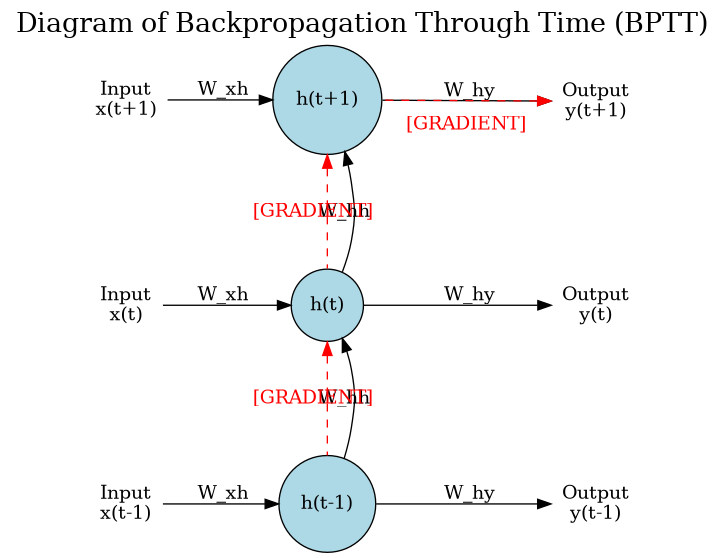 Diagram of Backpropagation Through Time (BPTT)
Input
x(t+1)
W_xh
h(t+1)
W_hy
Output
y(t+1)
[GRADIENT]
[GRADIENT]
W_hh
Input
x(t)
W_xh
h(t)
W_hy
Output
y(t)
[GRADIENT]
W_hh
Input
x(t-1)
W_xh
h(t-1)
W_hy
Output
y(t-1)